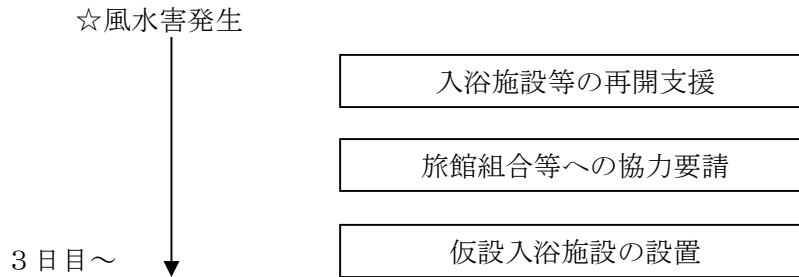 ☆風水害発生
入浴施設等の再開支援
旅館組合等への協力要請
仮設入浴施設の設置
３日目～